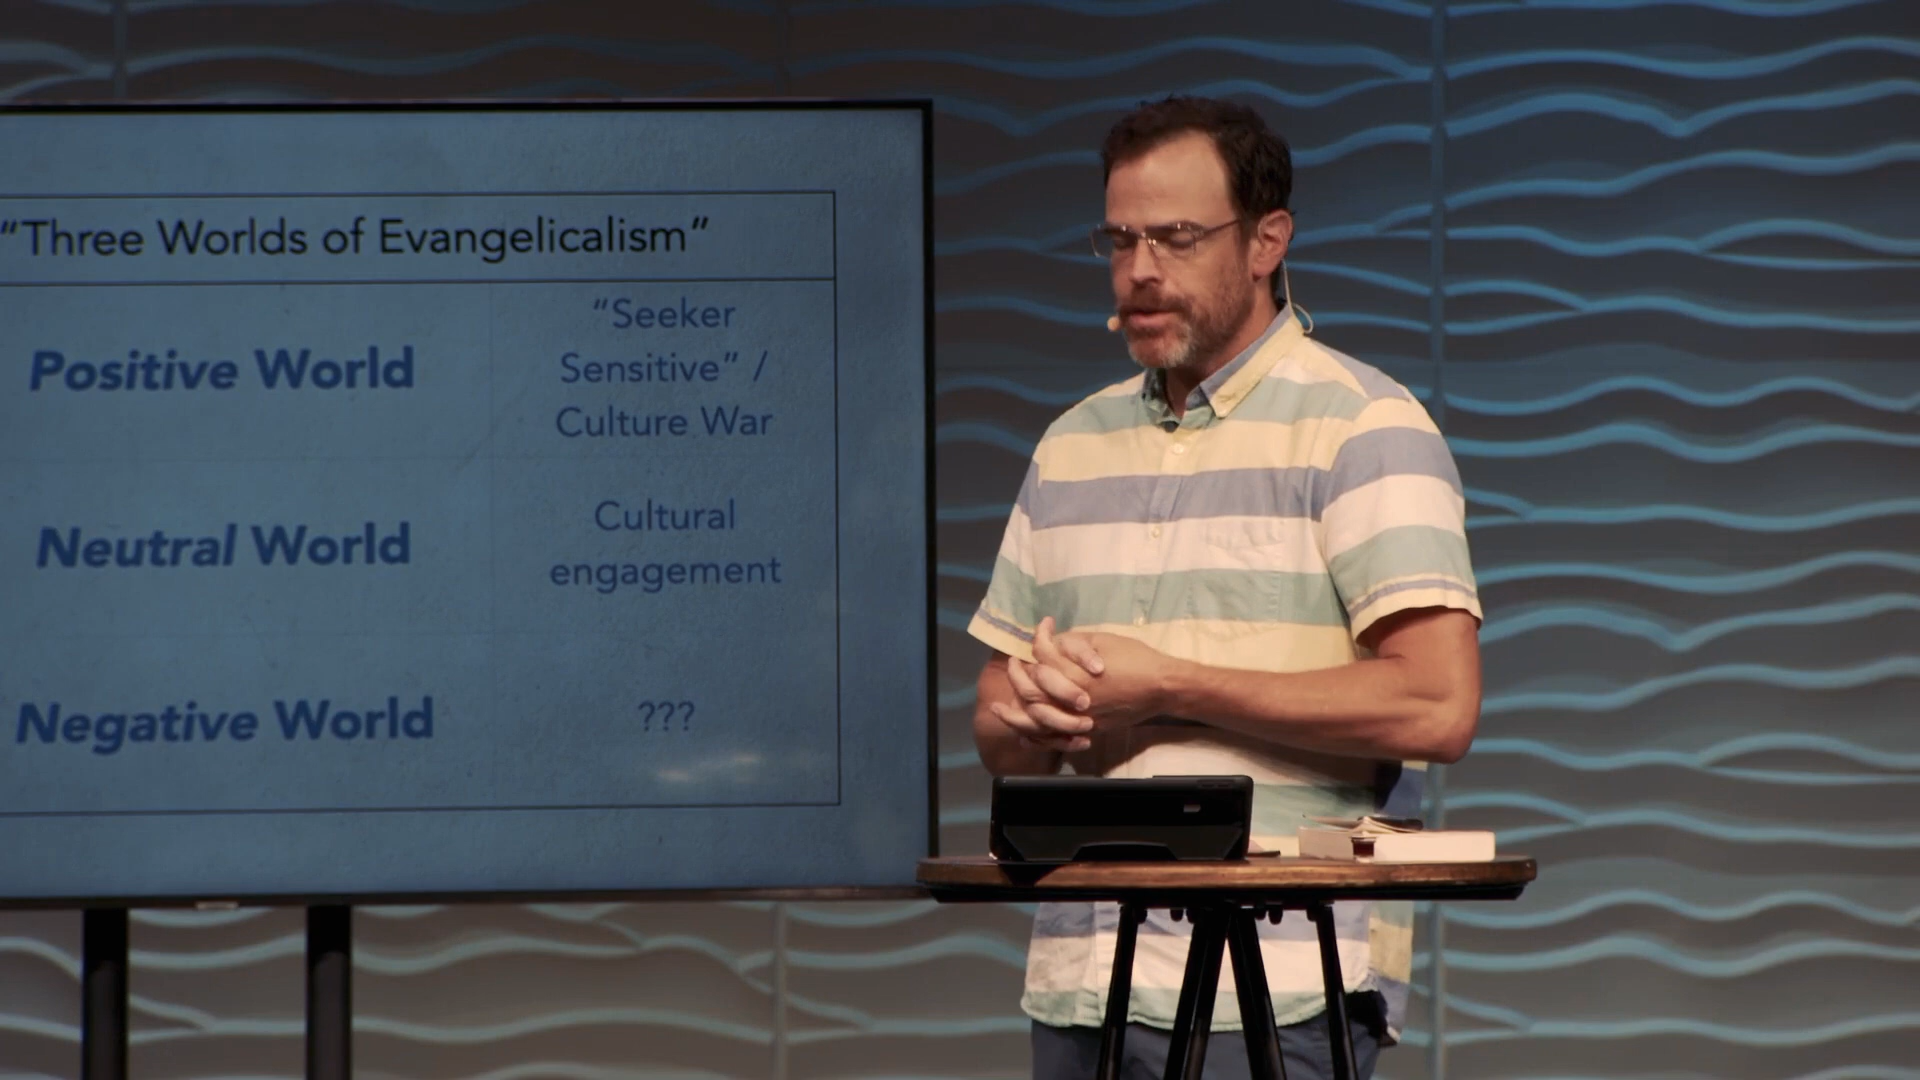 “Three Worlds of Evangelicalism”
Positive World
“Seeker
Sensitive” /
Culture War
Neutral World
Cultural
engagement
Negative World
???